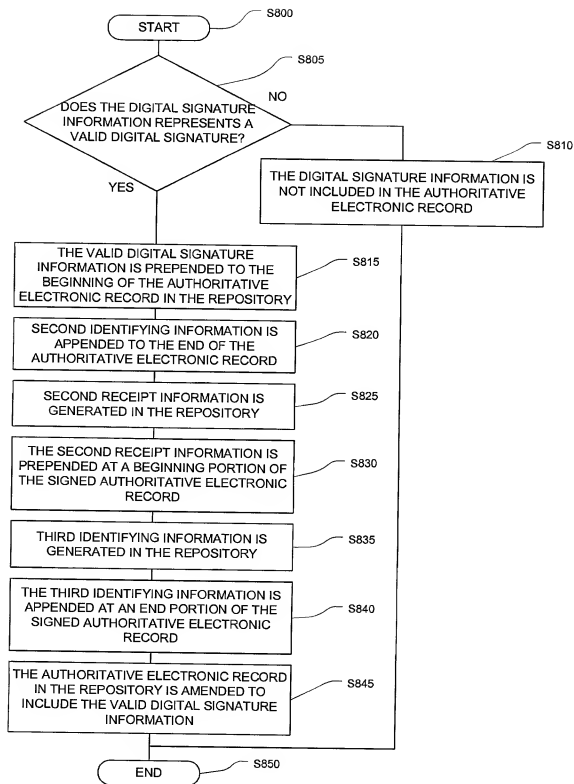 START
S800
S805
DOES THE DIGITAL SIGNATURE
INFORMATION REPRESENTS A
VALID DIGITAL SIGNATURE?
NO
YES
S810
THE DIGITAL SIGNATURE INFORMATION IS
NOT INCLUDED IN THE AUTHORITATIVE
ELECTRONIC RECORD
THE VALID DIGITAL SIGNATURE
INFORMATION IS PREPENDED TO THE
BEGINNING OF THE AUTHORITATIVE
ELECTRONIC RECORD IN THE REPOSITORY
S815
SECOND IDENTIFYING INFORMATION IS
APPENDED TO THE END OF THE
AUTHORITATIVE ELECTRONIC RECORD
S820
SECOND RECEIPT INFORMATION IS
GENERATED IN THE REPOSITORY
S825
THE SECOND RECEIPT INFORMATION IS
PREPENDED AT A BEGINNING PORTION OF
THE SIGNED AUTHORITATIVE ELECTRONIC
RECORD
S830
THIRD IDENTIFYING INFORMATION IS
GENERATED IN THE REPOSITORY
S835
THE THIRD IDENTIFYING INFORMATION IS
APPENDED AT AN END PORTION OF THE
SIGNED AUTHORITATIVE ELECTRONIC
RECORD
S840
THE AUTHORITATIVE ELECTRONIC RECORD
IN THE REPOSITORY IS AMENDED TO
INCLUDE THE VALID DIGITAL SIGNATURE
INFORMATION
S845
END
S850